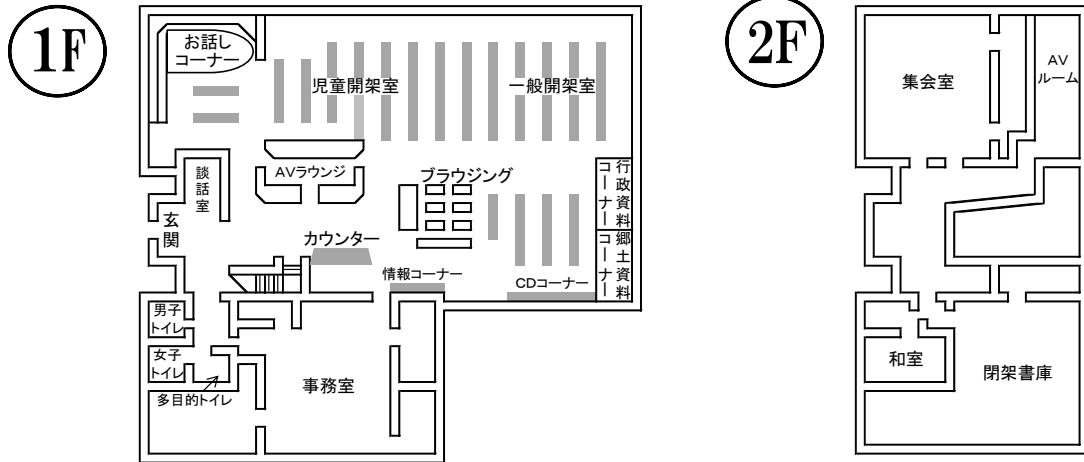 1F
お話し
コーナー
児童開架室
一般開架室
談話室
AVラウンジ
ブラウジング
行政資料
コーナー
玄関
カウンター
郷土資料
コーナー
情報コーナー
CDコーナー
男子
トイレ
女子
トイレ
多目的トイレ
事務室
2F
集会室
AV
ルーム
和室
閉架書庫